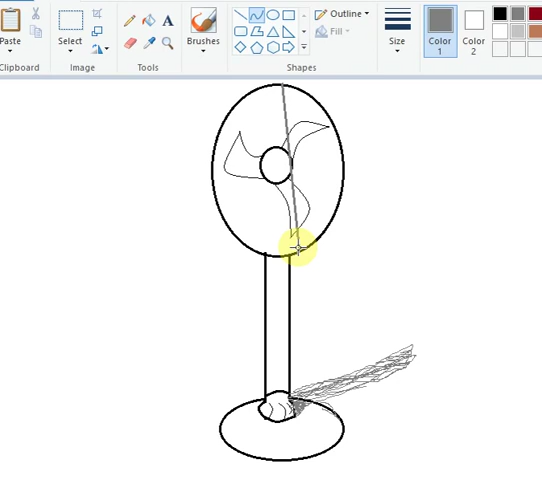 Paste
Select
Brushes
Outline
Fill
Size
Color
1
Color
2
Clipboard
Image
Tools
Shapes
A